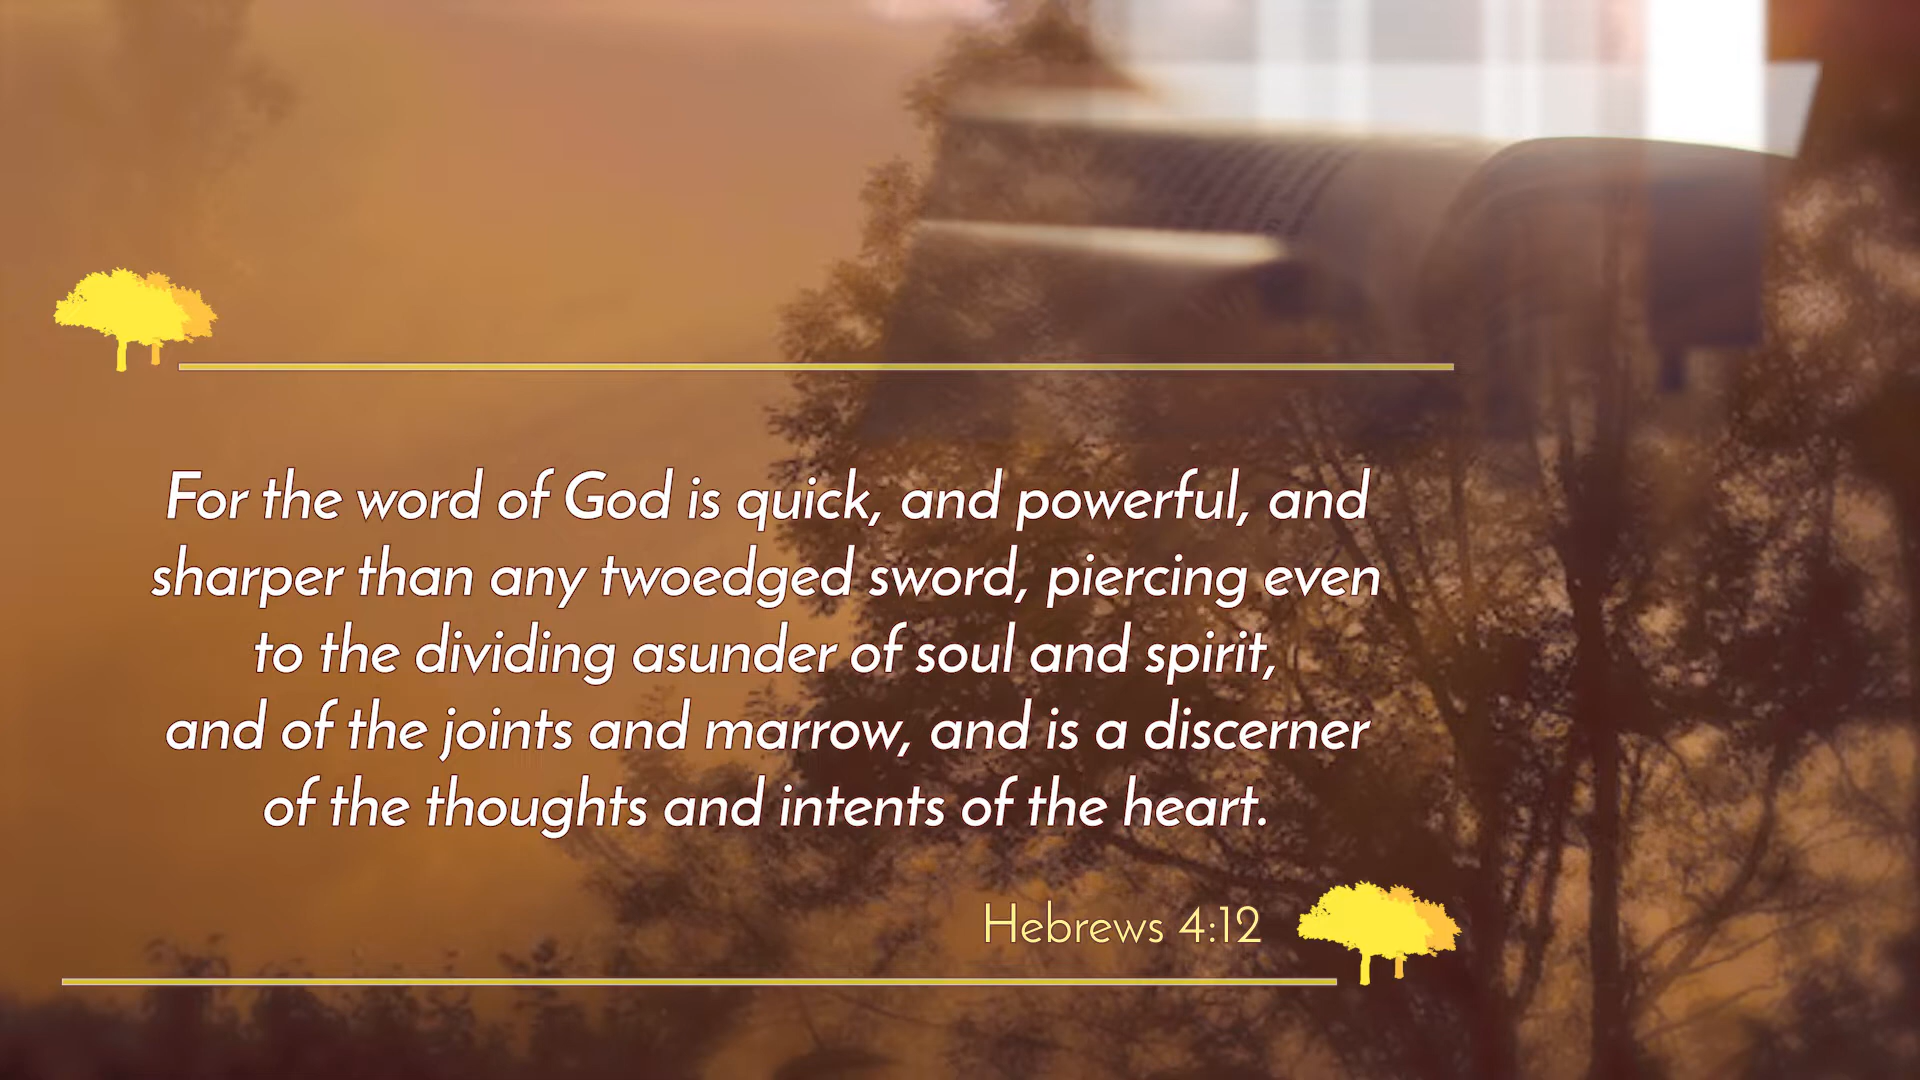 For the word of God is quick, and powerful, and
sharper than any twoedged sword, piercing even
to the dividing asunder of soul and spirit,
and of the joints and marrow, and is a discerner
of the thoughts and intents of the heart.
Hebrews 4:12